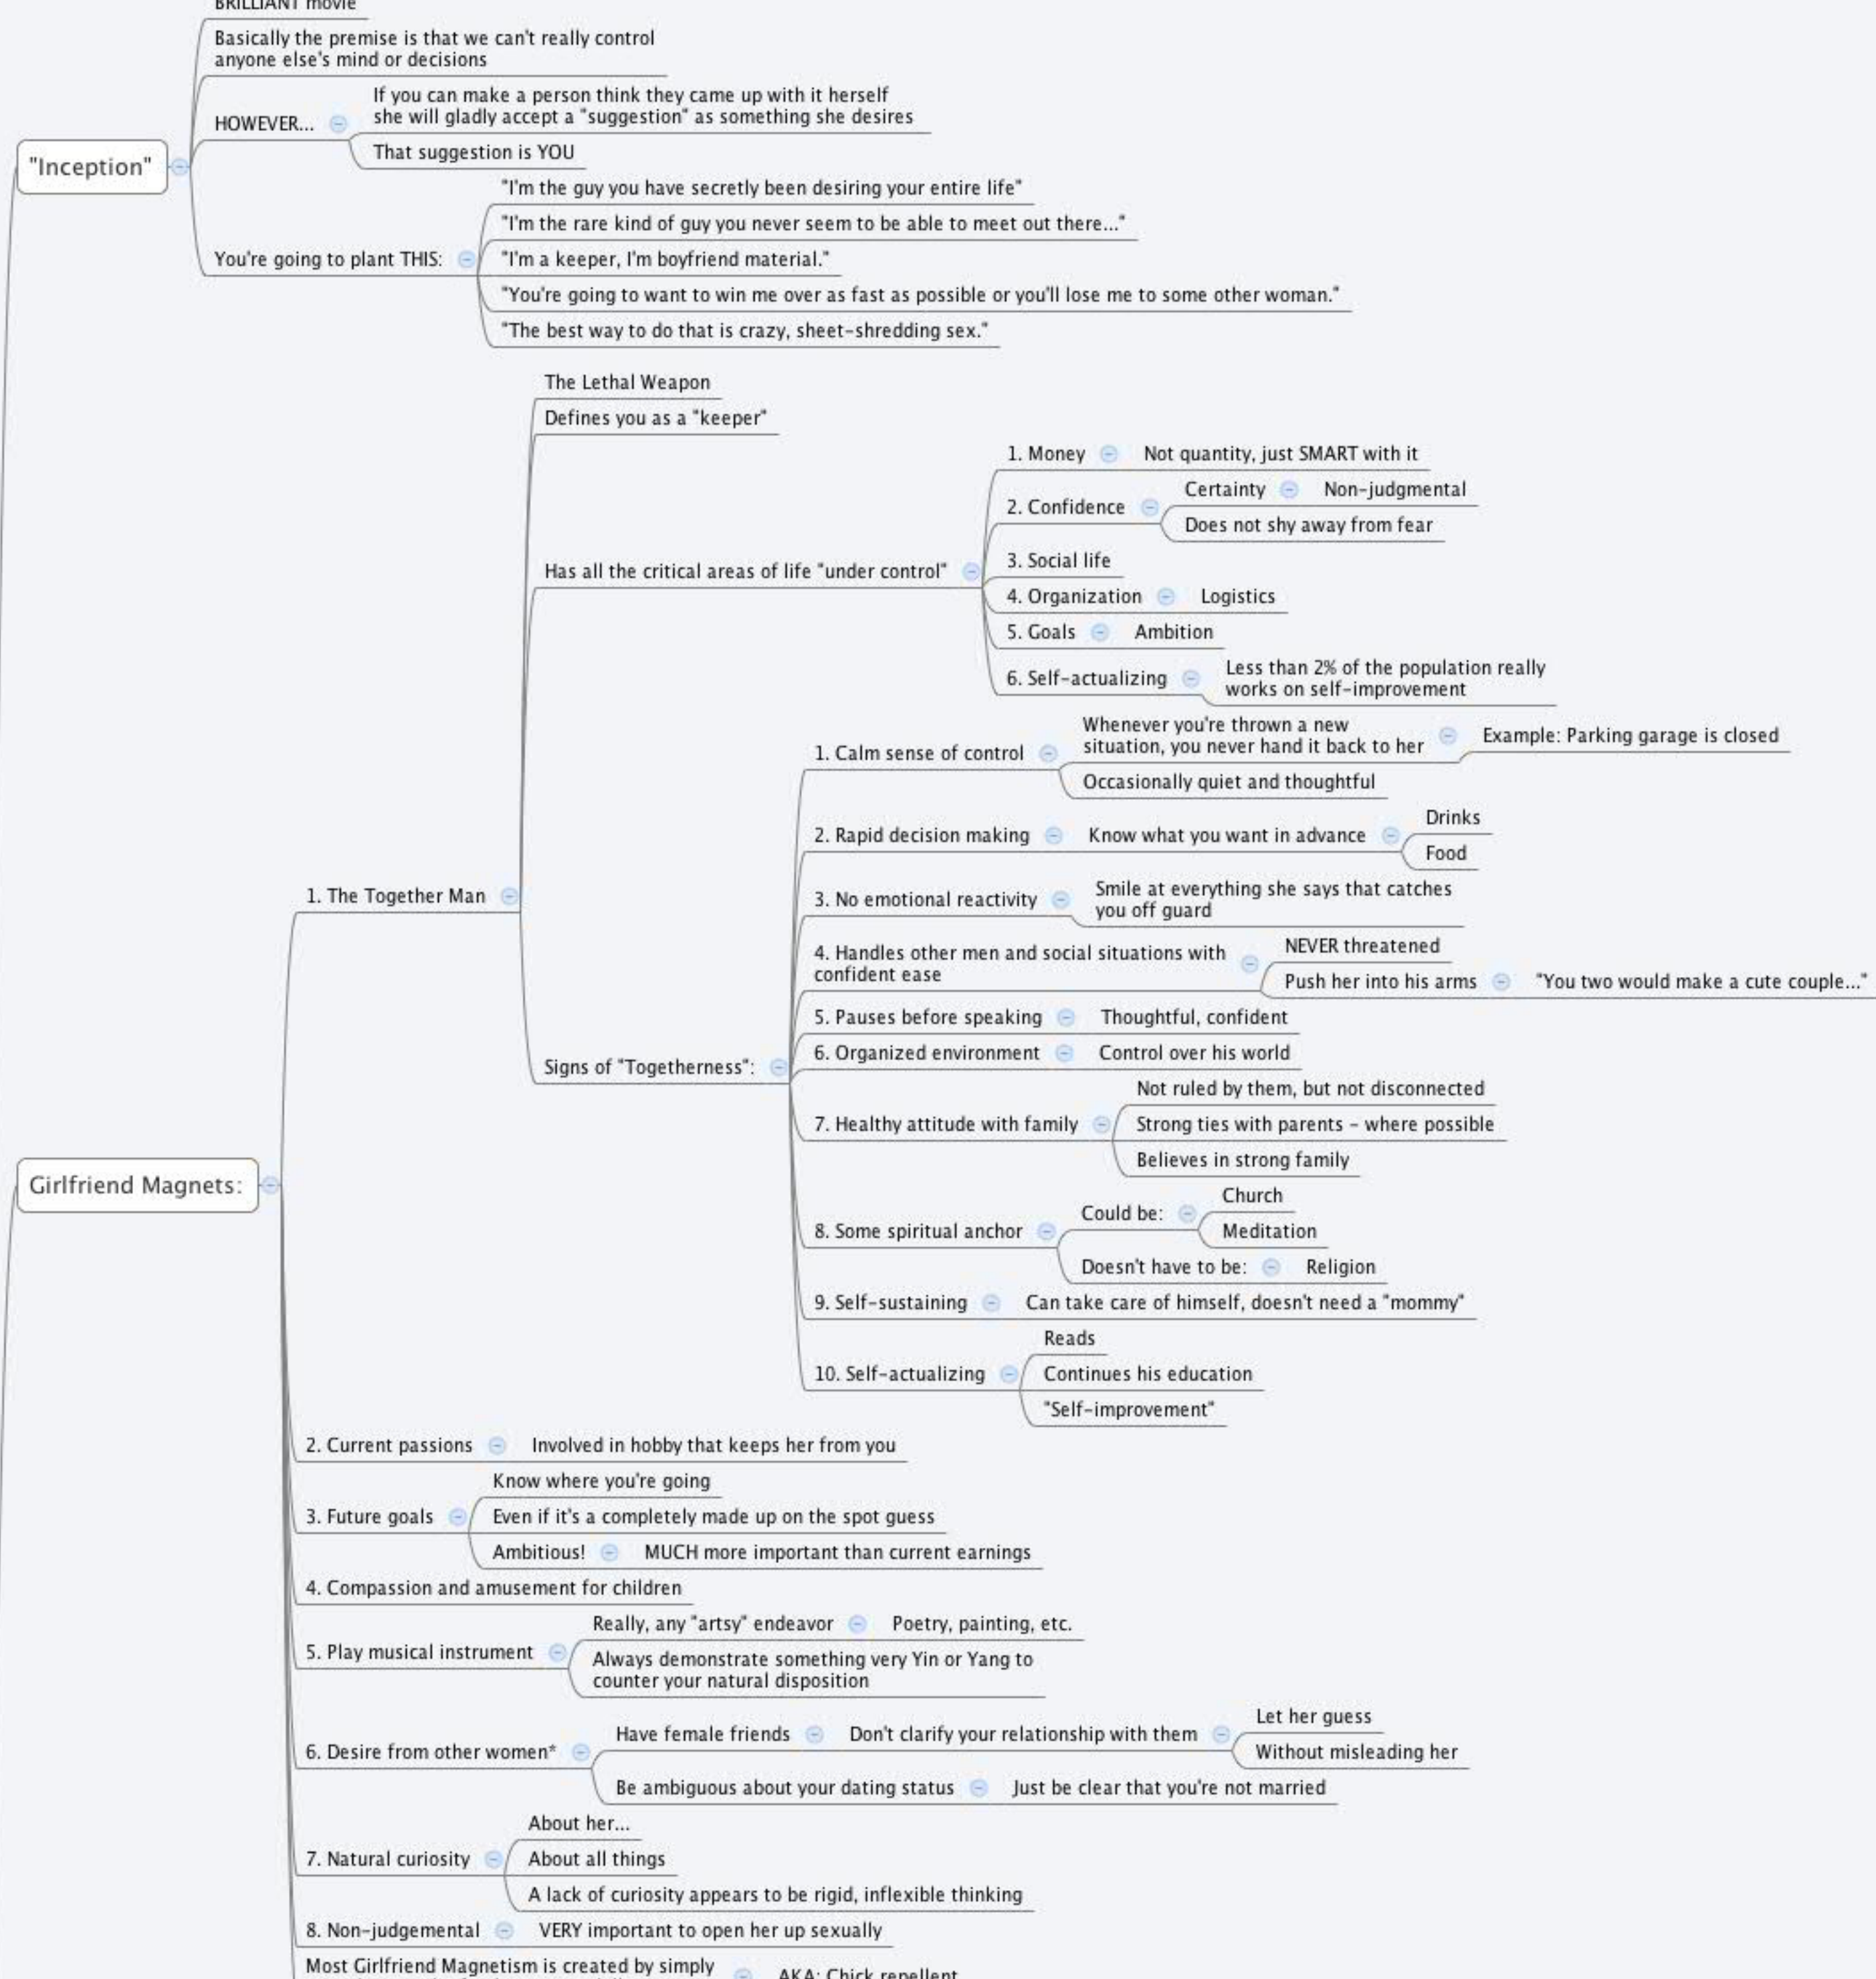 BRILLIANT movie
Basically the premise is that we can't really control
anyone else's mind or decisions
HOWEVER...
If you can make a person think they came up with it herself
she will gladly accept a "suggestion" as something she desires
That suggestion is YOU
"Inception"
You're going to plant THIS:
"I'm the guy you have secretly been desiring your entire life"
"I'm the rare kind of guy you never seem to be able to meet out there..."
"I'm a keeper, I'm boyfriend material."
"You're going to want to win me over as fast as possible or you'll lose me to some other woman."
"The best way to do that is crazy, sheet-shredding sex."
Girlfriend Magnets:
1. The Together Man
The Lethal Weapon
Defines you as a "keeper"
Has all the critical areas of life "under control"
1. Money
Not quantity, just SMART with it
2. Confidence
Certainty
Non-judgmental
Does not shy away from fear
3. Social life
4. Organization
Logistics
5. Goals
Ambition
6. Self-actualizing
Less than 2% of the population really
works on self-improvement
Signs of "Togetherness":
1. Calm sense of control
Whenever you're thrown a new
situation, you never hand it back to her
Example: Parking garage is closed
Occasionally quiet and thoughtful
2. Rapid decision making
Know what you want in advance
Drinks
Food
3. No emotional reactivity
Smile at everything she says that catches
you off guard
4. Handles other men and social situations with
confident ease
NEVER threatened
Push her into his arms
"You two would make a cute couple..."
5. Pauses before speaking
Thoughtful, confident
6. Organized environment
Control over his world
7. Healthy attitude with family
Not ruled by them, but not disconnected
Strong ties with parents - where possible
Believes in strong family
8. Some spiritual anchor
Could be:
Church
Meditation
Doesn't have to be:
Religion
9. Self-sustaining
Can take care of himself, doesn't need a "mommy"
10. Self-actualizing
Reads
Continues his education
"Self-improvement"
2. Current passions
Involved in hobby that keeps her from you
3. Future goals
Know where you're going
Even if it's a completely made up on the spot guess
Ambitious!
MUCH more important than current earnings
4. Compassion and amusement for children
5. Play musical instrument
Really, any "artsy" endeavor
Poetry, painting, etc.
Always demonstrate something very Yin or Yang to
counter your natural disposition
6. Desire from other women*
Have female friends
Don't clarify your relationship with them
Let her guess
Without misleading her
Be ambiguous about your dating status
Just be clear that you're not married
7. Natural curiosity
About her...
About all things
A lack of curiosity appears to be rigid, inflexible thinking
8. Non-judgemental
VERY important to open her up sexually
Most Girlfriend Magnetism is created by simply
AKA: Chick repellent